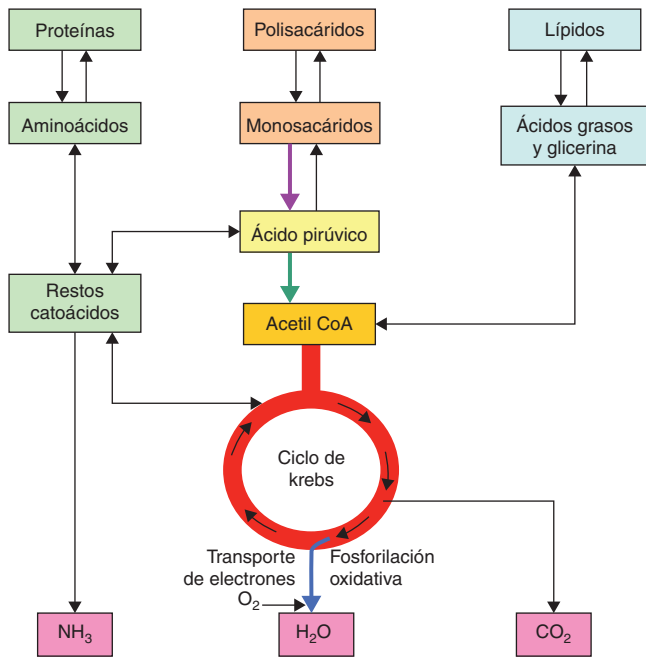 Proteínas
Polisacáridos
Lípidos
Aminoácidos
Monosacáridos
Ácidos grasos
y glicerina
Ácido pirúvico
Restos
catoácidos
Acetil CoA
Ciclo de
krebs
Transporte
de electrones
Fosforilación
oxidativa
O₂
NH₃
H₂O
CO₂